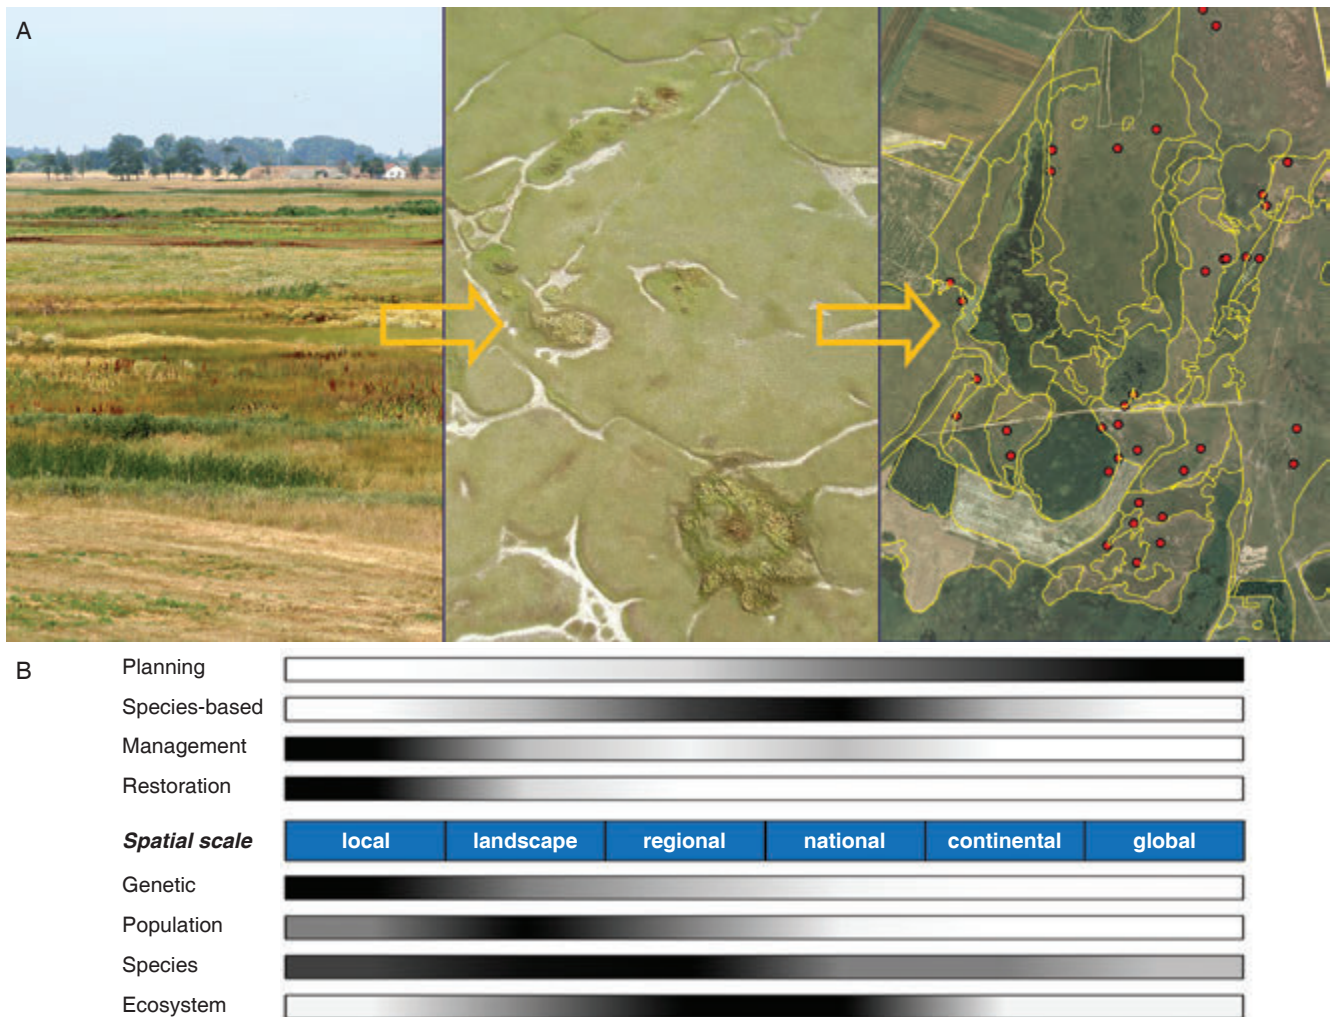 A
B
Planning
Species-based
Management
Restoration
Spatial scale local landscape regional national continental global
Genetic
Population
Species
Ecosystem